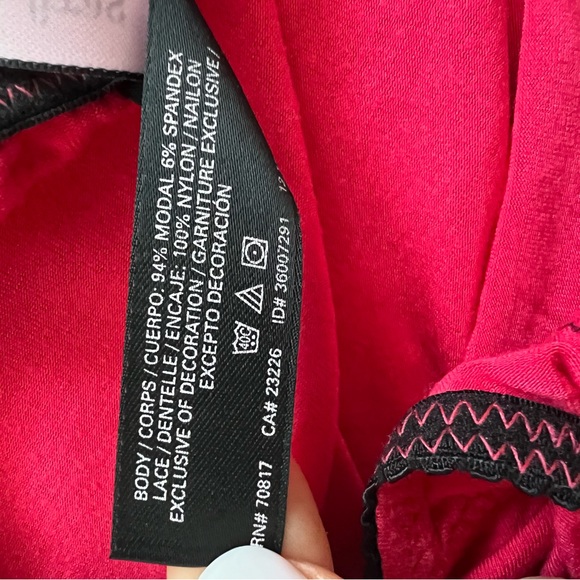 BODY / CORPS / CUERPO: 94% MODAL, 6% SPANDEX
LACE / DENTELLE / ENCAJE: 100% NYLON / NAILON
EXCLUSIVE OF DECORATION / GARNITURE EXCLUSIVE /
EXCEPTO DECORACIÓN
40C
RN# 70817 CA# 23226 ID# 36007291